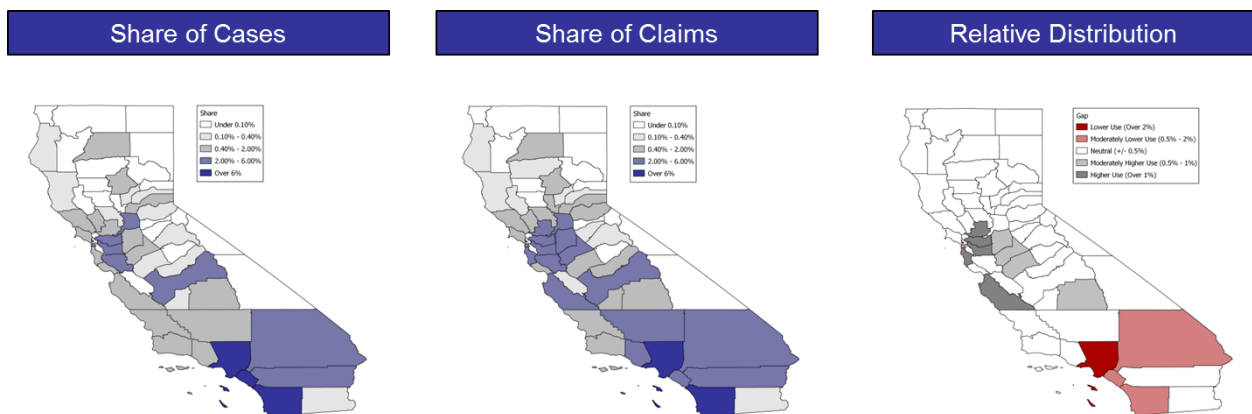 Share of Cases
Share
Under 0.10%
0.10% - 0.40%
0.40% - 2.00%
2.00% - 6.00%
Over 6%
Share of Claims
Share
Under 0.10%
0.10% - 0.40%
0.40% - 2.00%
2.00% - 6.00%
Over 6%
Relative Distribution
Gap
Lower Use (Over 2%)
Moderately Lower Use (0.5% - 2%)
Neutral (+/- 0.5%)
Moderately Higher Use (0.5% - 1%)
Higher Use (Over 1%)